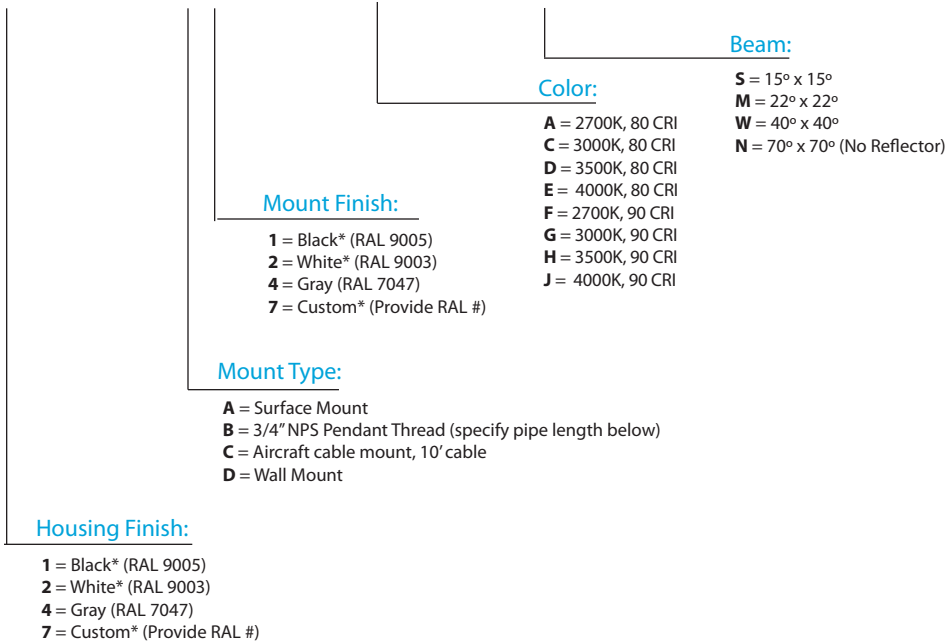 Beam:
S = 15º x 15º
M = 22º x 22º
W = 40º x 40º
N = 70º x 70º (No Reflector)
Color:
A = 2700K, 80 CRI
C = 3000K, 80 CRI
D = 3500K, 80 CRI
E = 4000K, 80 CRI
F = 2700K, 90 CRI
G = 3000K, 90 CRI
H = 3500K, 90 CRI
J = 4000K, 90 CRI
Mount Finish:
1 = Black* (RAL 9005)
2 = White* (RAL 9003)
4 = Gray (RAL 7047)
7 = Custom* (Provide RAL #)
Mount Type:
A = Surface Mount
B = 3/4” NPS Pendant Thread (specify pipe length below)
C = Aircraft cable mount, 10’ cable
D = Wall Mount
Housing Finish:
1 = Black* (RAL 9005)
2 = White* (RAL 9003)
4 = Gray (RAL 7047)
7 = Custom* (Provide RAL #)